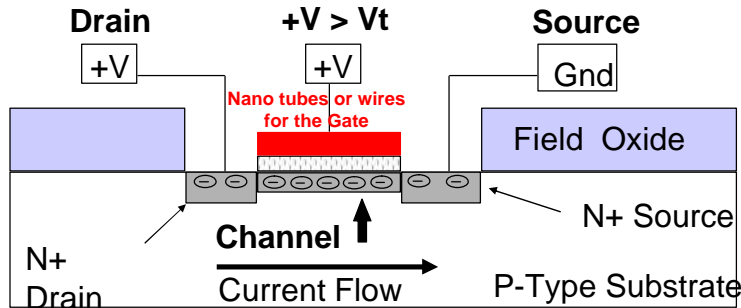 Drain
+V > Vt
Source
+V
+V
Gnd
Nano tubes or wires
for the Gate
Field Oxide
N+ Source
Channel
N+
Drain
Current Flow
P-Type Substrate